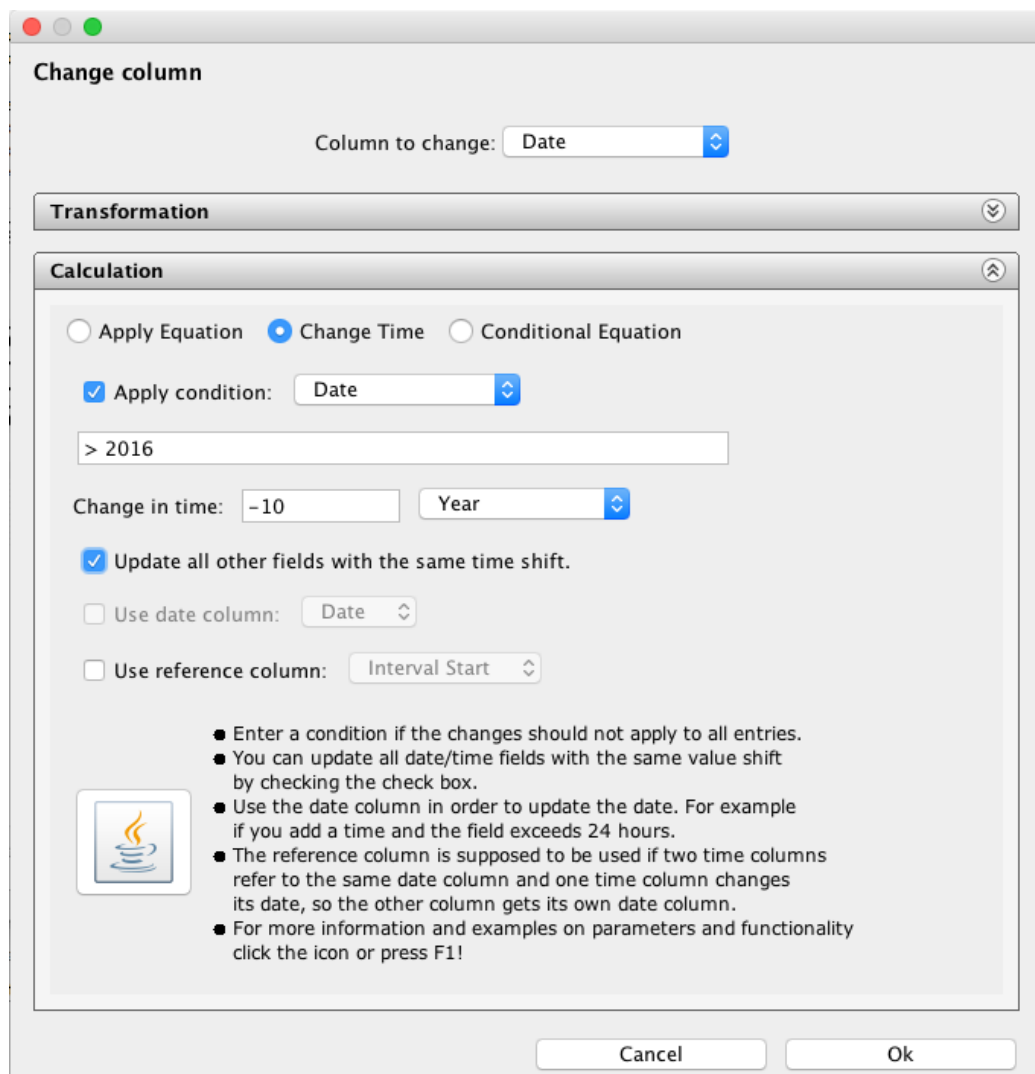 Change column
Column to change: Date
Transformation
Calculation
Apply Equation Change Time Conditional Equation
Apply condition: Date
> 2016
Change in time: -10 Year
Update all other fields with the same time shift.
Use date column: Date
Use reference column: Interval Start
• Enter a condition if the changes should not apply to all entries.
• You can update all date/time fields with the same value shift
by checking the check box.
• Use the date column in order to update the date. For example
if you add a time and the field exceeds 24 hours.
• The reference column is supposed to be used if two time columns
refer to the same date column and one time column changes
its date, so the other column gets its own date column.
• For more information and examples on parameters and functionality
click the icon or press F1!
Cancel Ok